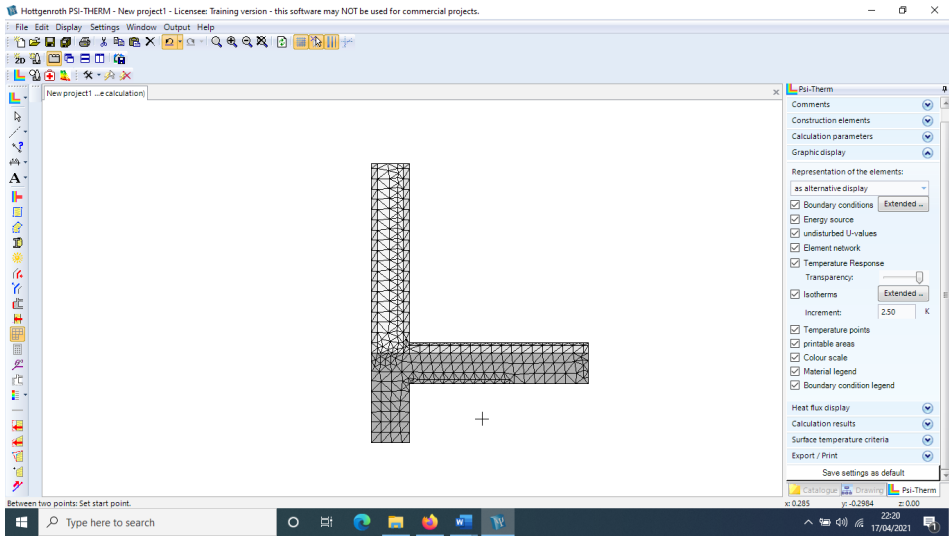 Hottgenroth PSI-THERM - New project1 - Licensee: Training version - this software may NOT be used for commercial projects.
File Edit Display Settings Window Output Help
2D
New project1 ...e calculation)
A
Psi-Therm
Comments
Construction elements
Calculation parameters
Graphic display
Representation of the elements:
as alternative display
Boundary conditions Extended ...
Energy source
undisturbed U-values
Element network
Temperature Response
Transparency:
Isotherms Extended ...
Increment: 2.50 K
Temperature points
printable areas
Colour scale
Material legend
Boundary condition legend
Heat flux display
Calculation results
Surface temperature criteria
Export / Print
Save settings as default
Catalogue Drawing Psi-Therm
Between two points: Set start point.
x: 0.285 y: -0.2984 z: 0.00
Type here to search
22:20
17/04/2021